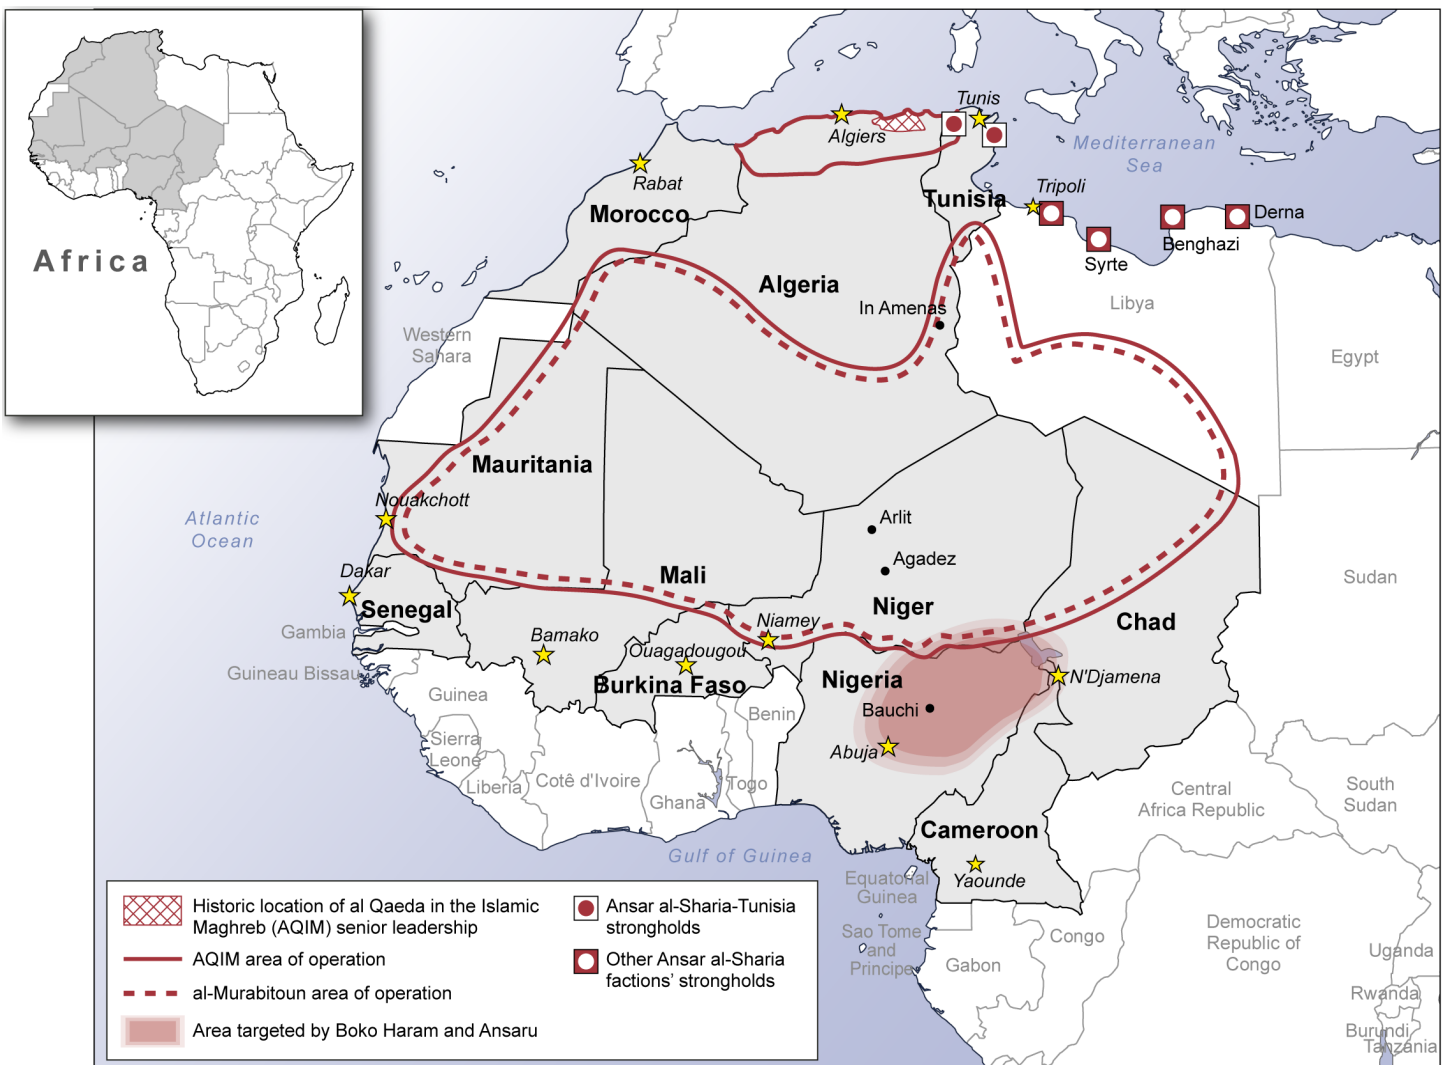 Africa
Algiers
Tunis
Mediterranean
Sea
Rabat
Morocco
Tunisia
Tripoli
Derna
Benghazi
Syrte
Algeria
In Amenas
Libya
Egypt
Western
Sahara
Mauritania
Nouakchott
Atlantic
Ocean
Arlit
Agadez
Mali
Niger
Chad
Sudan
Dakar
Senegal
Gambia
Guineau Bissau
Bamako
Ouagadougou
Niamey
Burkina Faso
Nigeria
Bauchi
N'Djamena
Abuja
Guinea
Sierra
Leone
Liberia
Cotê d'Ivoire
Ghana
Togo
Benin
Central
Africa Republic
South
Sudan
Cameroon
Yaounde
Gulf of Guinea
Equatorial
Guinea
Sao Tome
and
Principe
Gabon
Congo
Democratic
Republic of
Congo
Uganda
Rwanda
Burundi
Tanzania
Historic location of al Qaeda in the Islamic
Maghreb (AQIM) senior leadership
AQIM area of operation
al-Murabitoun area of operation
Area targeted by Boko Haram and Ansaru
Ansar al-Sharia-Tunisia
strongholds
Other Ansar al-Sharia
factions' strongholds